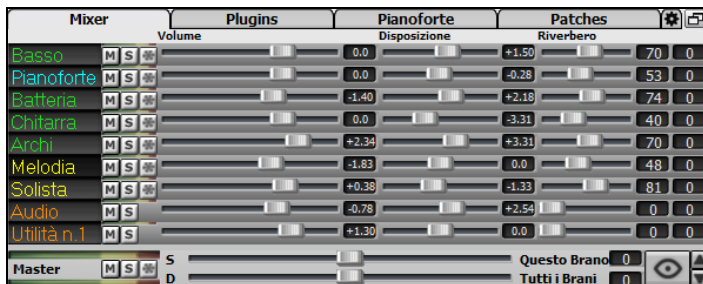 Mixer Plugins Pianoforte Patches
Volume Disposizione Riverbero
Basso M S 0.0 +1.50 70 0
Pianoforte M S 0.0 -0.28 53 0
Batteria M S -1.40 +2.18 74 0
Chitarra M S 0.0 -3.31 40 0
Archi M S +2.34 +3.31 70 0
Melodia M S -1.83 0.0 48 0
Solista M S +0.38 -1.33 81 0
Audio M S -0.78 +2.54 0 0
Utilità n.1 M S +1.30 0.0 0 0
Master M S S Questo Brano 0
D Tutti i Brani 0